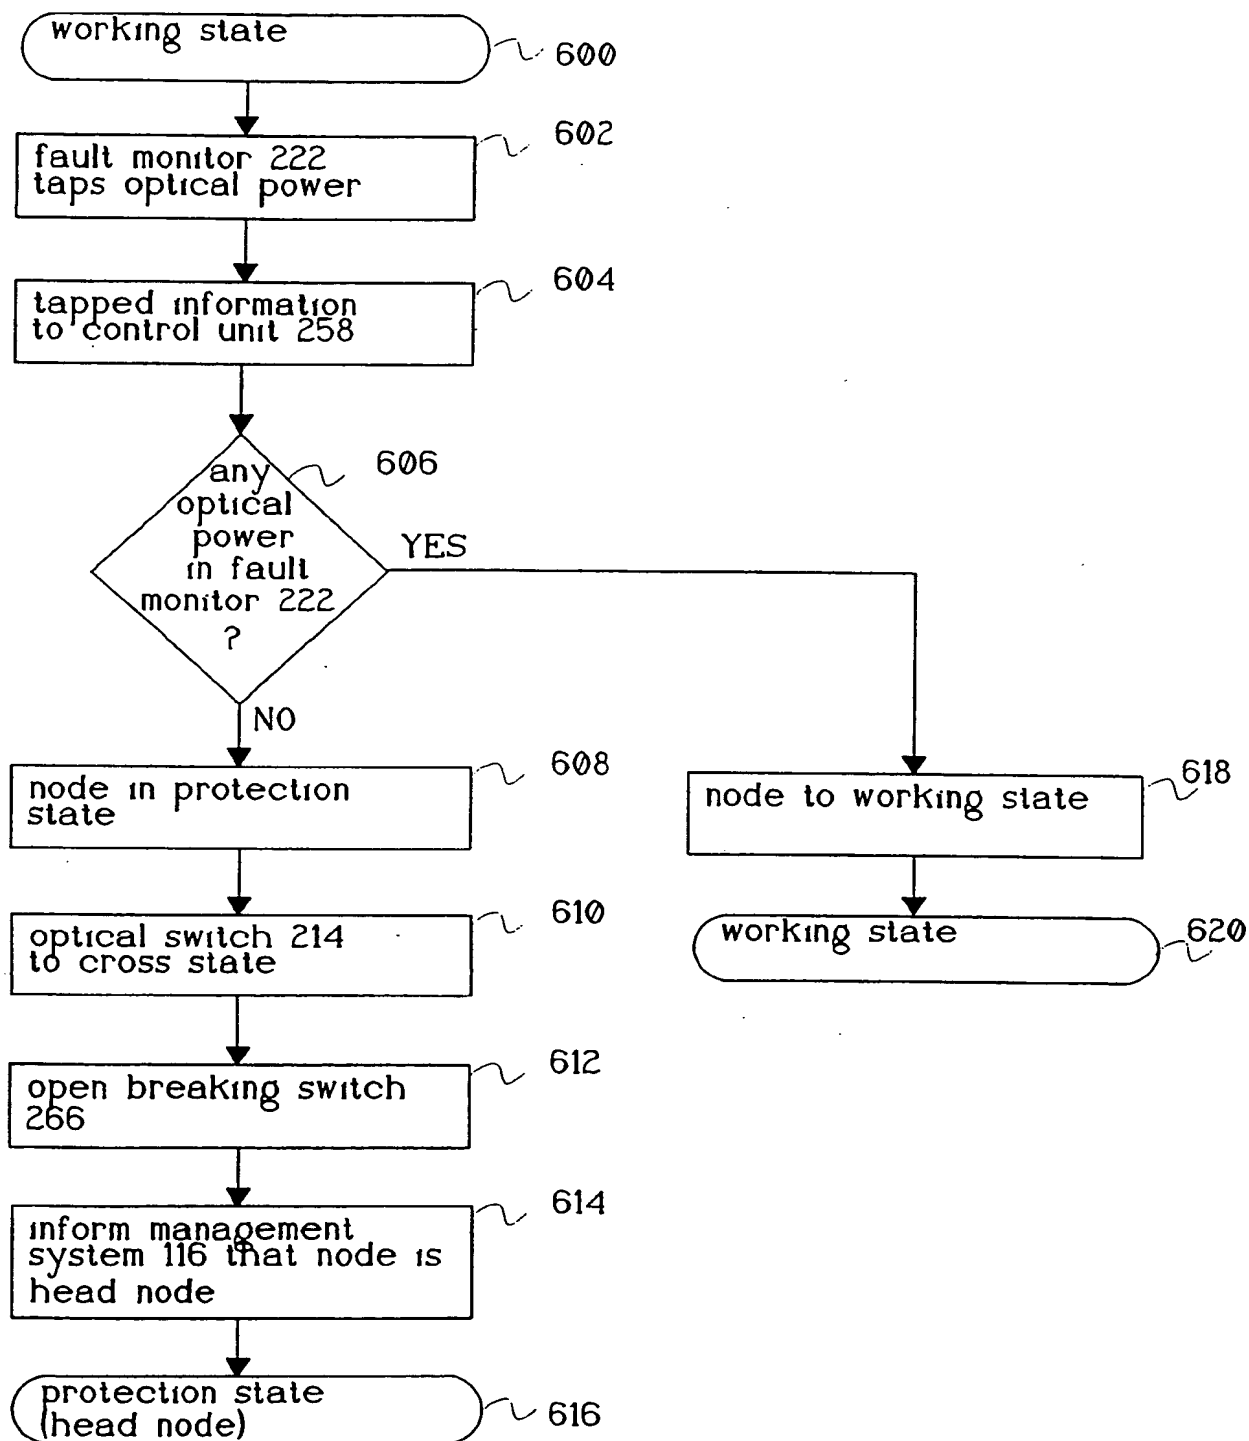 working state
600
602
fault monitor 222
taps optical power
604
tapped information
to control unit 258
606
any
optical
power
in fault
monitor 222
?
YES
NO
608
node in protection
state
618
node to working state
610
optical switch 214
to cross state
620
working state
612
open breaking switch
266
614
inform management
system 116 that node is
head node
protection state
(head node)
616